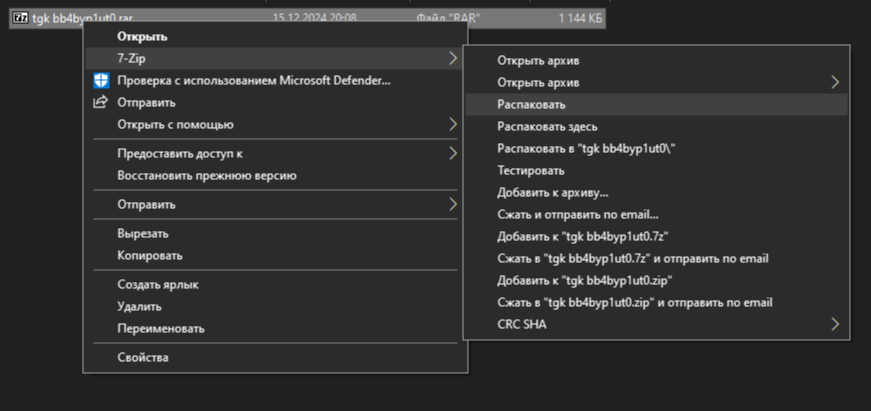 tgk bb4byp1ut0.rar 15.12.2024 20:08 Файл "RAR" 1 144 КБ
Открыть
7-Zip
Проверка с использованием Microsoft Defender...
Отправить
Открыть с помощью
Предоставить доступ к
Восстановить прежнюю версию
Отправить
Вырезать
Копировать
Создать ярлык
Удалить
Переименовать
Свойства
Открыть архив
Открыть архив
Распаковать
Распаковать здесь
Распаковать в "tgk bb4byp1ut0\"
Тестировать
Добавить к архиву...
Сжать и отправить по email...
Добавить к "tgk bb4byp1ut0.7z"
Сжать в "tgk bb4byp1ut0.7z" и отправить по email
Добавить к "tgk bb4byp1ut0.zip"
Сжать в "tgk bb4byp1ut0.zip" и отправить по email
CRC SHA